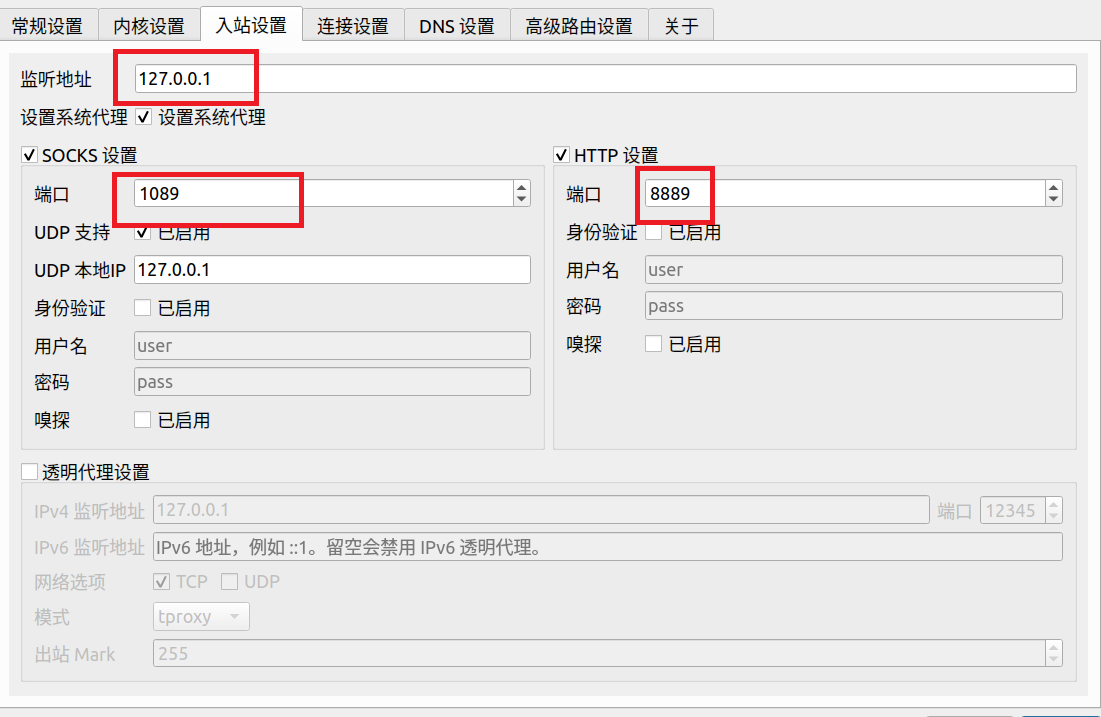 常规设置 内核设置 入站设置 连接设置 DNS 设置 高级路由设置 关于
监听地址 127.0.0.1
设置系统代理 设置系统代理
SOCKS 设置
端口 1089
UDP 支持 已启用
UDP 本地IP 127.0.0.1
身份验证 已启用
用户名 user
密码 pass
嗅探 已启用
HTTP 设置
端口 8889
身份验证 已启用
用户名 user
密码 pass
嗅探 已启用
透明代理设置
IPv4 监听地址 127.0.0.1 端口 12345
IPv6 监听地址 IPv6 地址，例如 ::1。留空会禁用 IPv6 透明代理。
网络选项 TCP UDP
模式 tproxy
出站 Mark 255